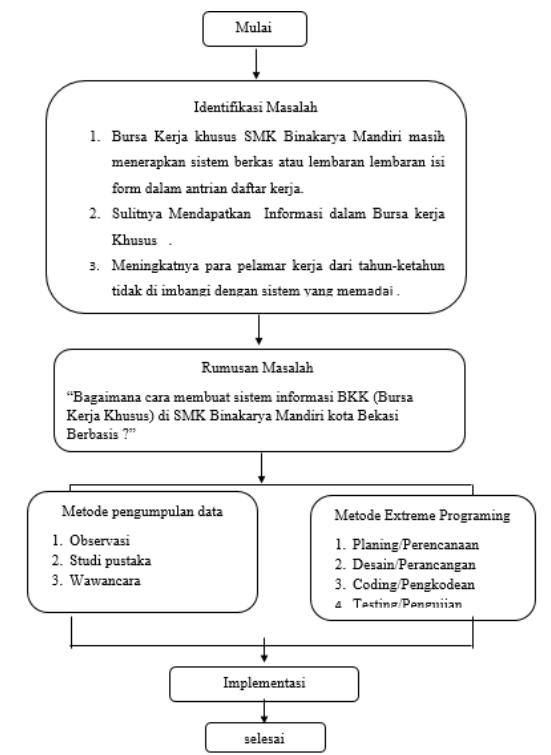 Mulai
Identifikasi Masalah
1. Bursa Kerja khusus SMK Binakarya Mandiri masih
menerapkan sistem berkas atau lembaran lembaran isi
form dalam antrian daftar kerja.
2. Sulitnya Mendapatkan Informasi dalam Bursa kerja
Khusus .
3. Meningkatnya para pelamar kerja dari tahun-ketahun
tidak di imbangi dengan sistem yang memadai .
Rumusan Masalah
“Bagaimana cara membuat sistem informasi BKK (Bursa
Kerja Khusus) di SMK Binakarya Mandiri kota Bekasi
Berbasis ?”
Metode pengumpulan data
1. Observasi
2. Studi pustaka
3. Wawancara
Metode Extreme Programing
1. Planing/Perencanaan
2. Desain/Perancangan
3. Coding/Pengkodean
4. Testing/Pengujian
Implementasi
selesai